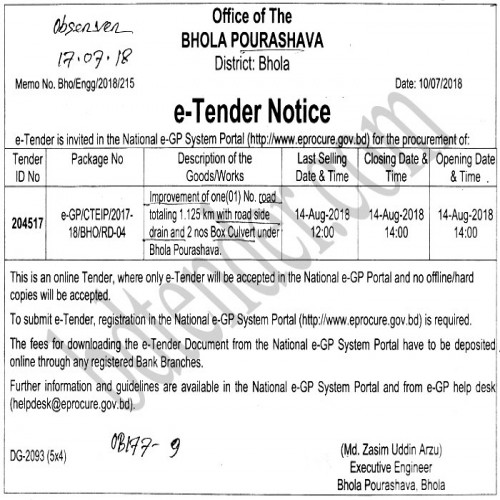 Observer
17.07.18
Office of The
BHOLA POURASHAVA
District: Bhola
Memo No. Bho/Engg/2018/215
Date: 10/07/2018
e-Tender Notice
e-Tender is invited in the National e-GP System Portal (http://www.eprocure.gov.bd) for the procurement of:
Tender ID No
Package No
Description of the Goods/Works
Last Selling Date & Time
Closing Date & Time
Opening Date & Time
204517
e-GP/CTEIP/2017-
18/BHO/RD-04
Improvement of one(01) No. road
totaling 1.125 km with road side
drain and 2 nos Box Culvert under
Bhola Pourashava.
14-Aug-2018
12:00
14-Aug-2018
14:00
14-Aug-2018
14:00
This is an online Tender, where only e-Tender will be accepted in the National e-GP Portal and no offline/hard
copies will be accepted.
To submit e-Tender, registration in the National e-GP System Portal (http://www.eprocure.gov.bd) is required.
The fees for downloading the e-Tender Document from the National e-GP System Portal have to be deposited
online through any registered Bank Branches.
Further information and guidelines are available in the National e-GP System Portal and from e-GP help desk
(helpdesk@eprocure.gov.bd).
OB177-9
DG-2093 (5x4)
(Md. Zasim Uddin Arzu)
Executive Engineer
Bhola Pourashava, Bhola
bdtender.com